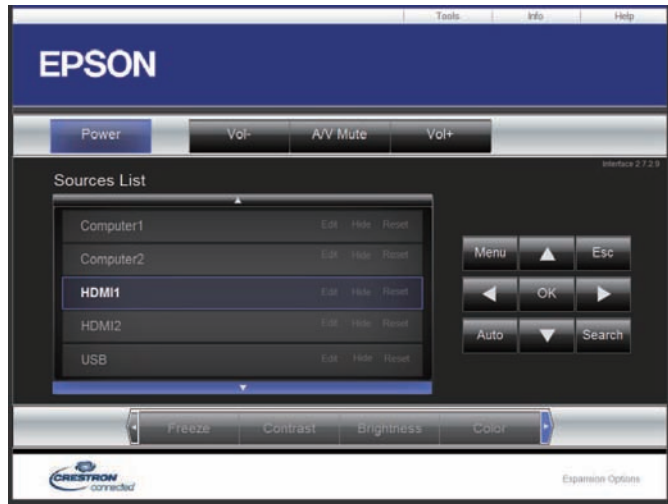 Tools Info Help
EPSON
Power Vol- A/V Mute Vol+
Interface 2.7.2.9
Sources List
Computer1 Edit Hide Reset
Computer2 Edit Hide Reset
HDMI1 Edit Hide Reset
HDMI2 Edit Hide Reset
USB Edit Hide Reset
Menu Esc
OK
Auto Search
Freeze Contrast Brightness Color
CRESTRON connected
Expansion Options